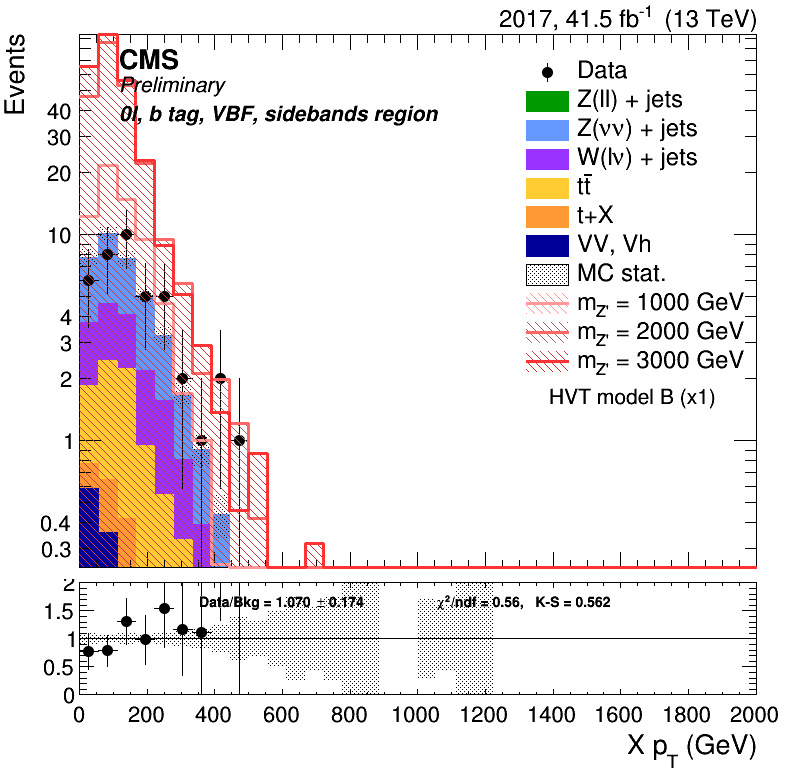 2017, 41.5 fb⁻¹ (13 TeV)
Events
CMS
Preliminary
0l, b tag, VBF, sidebands region
Data
Z(ll) + jets
Z(νν) + jets
W(lν) + jets
tt̄
t+X
VV, Vh
MC stat.
m_Z' = 1000 GeV
m_Z' = 2000 GeV
m_Z' = 3000 GeV
HVT model B (x1)
40
30
20
10
4
3
2
1
0.4
0.3
Data/Bkg = 1.070 ± 0.174
χ²/ndf = 0.56, K-S = 0.562
2
1.5
1
0.5
0
0 200 400 600 800 1000 1200 1400 1600 1800 2000
X p_T (GeV)